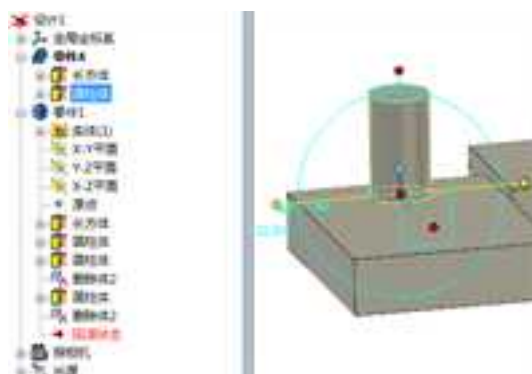 设计1
全局坐标系
零件4
长方体
圆柱体
零件1
实体(1)
X-Y平面
Y-Z平面
X-Z平面
原点
长方体
圆柱体
圆柱体
删除体2
圆柱体
删除体2
回滚状态
照相机
光源